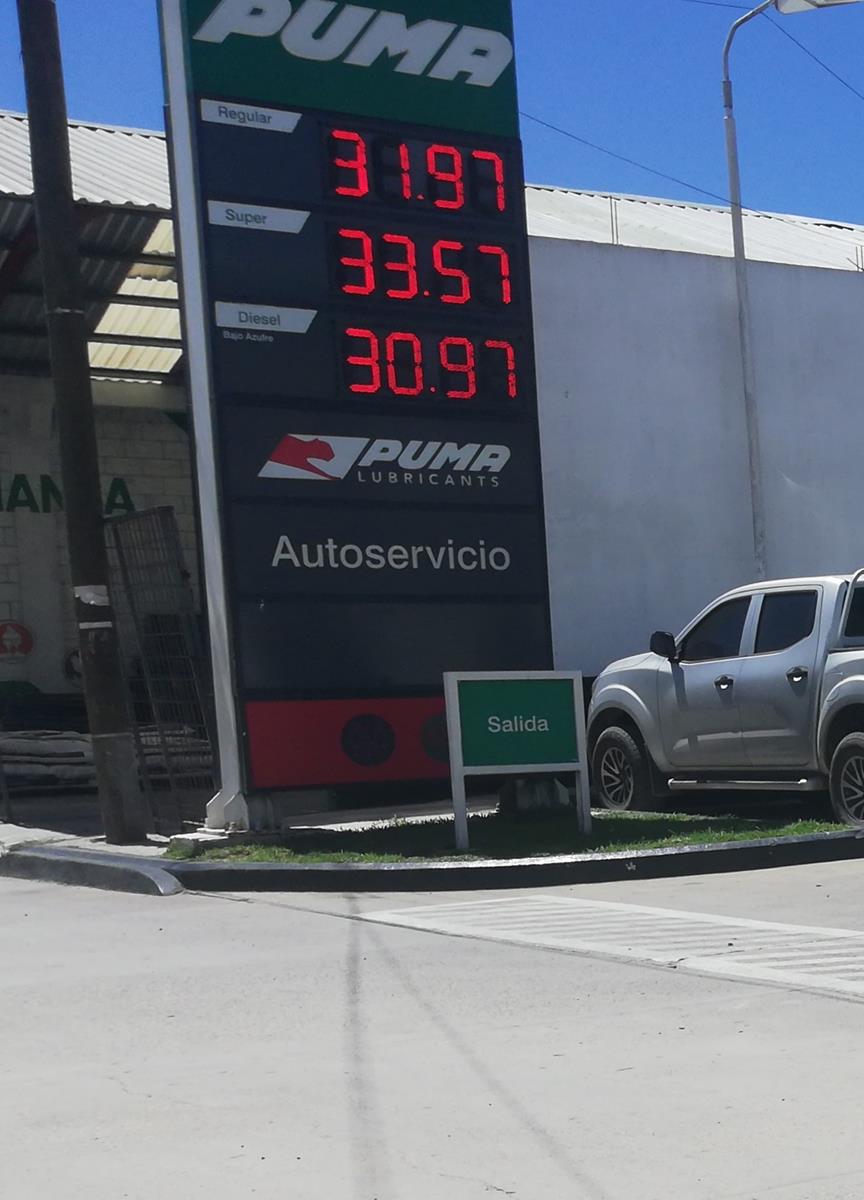 PUMA
Regular
31.97
Super
33.57
Diesel
Bajo Azufre
30.97
PUMA
LUBRICANTS
Autoservicio
Salida